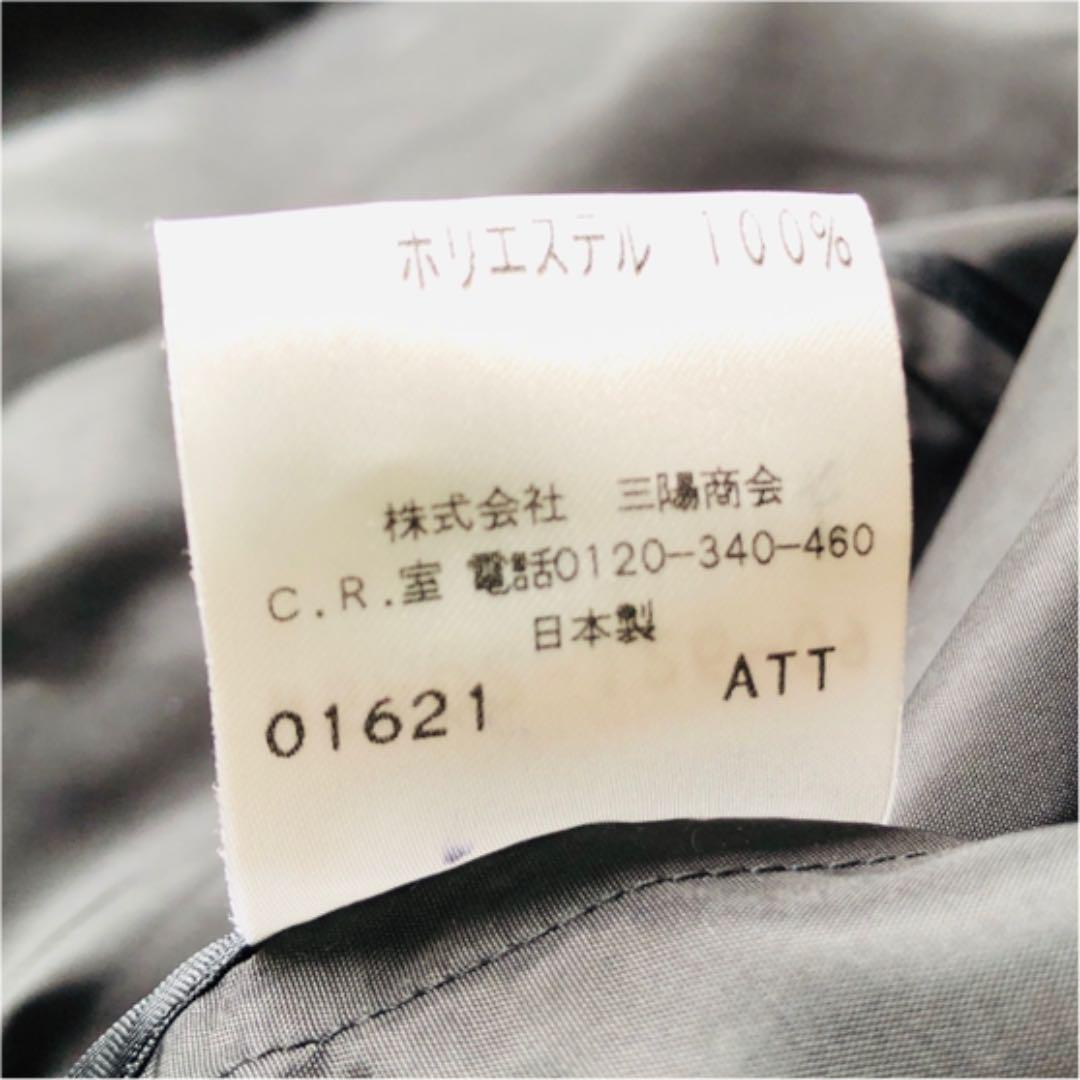 ポリエステル 100%
株式会社 三陽商会
C.R.室 電話0120-340-460
日本製
01621 ATT